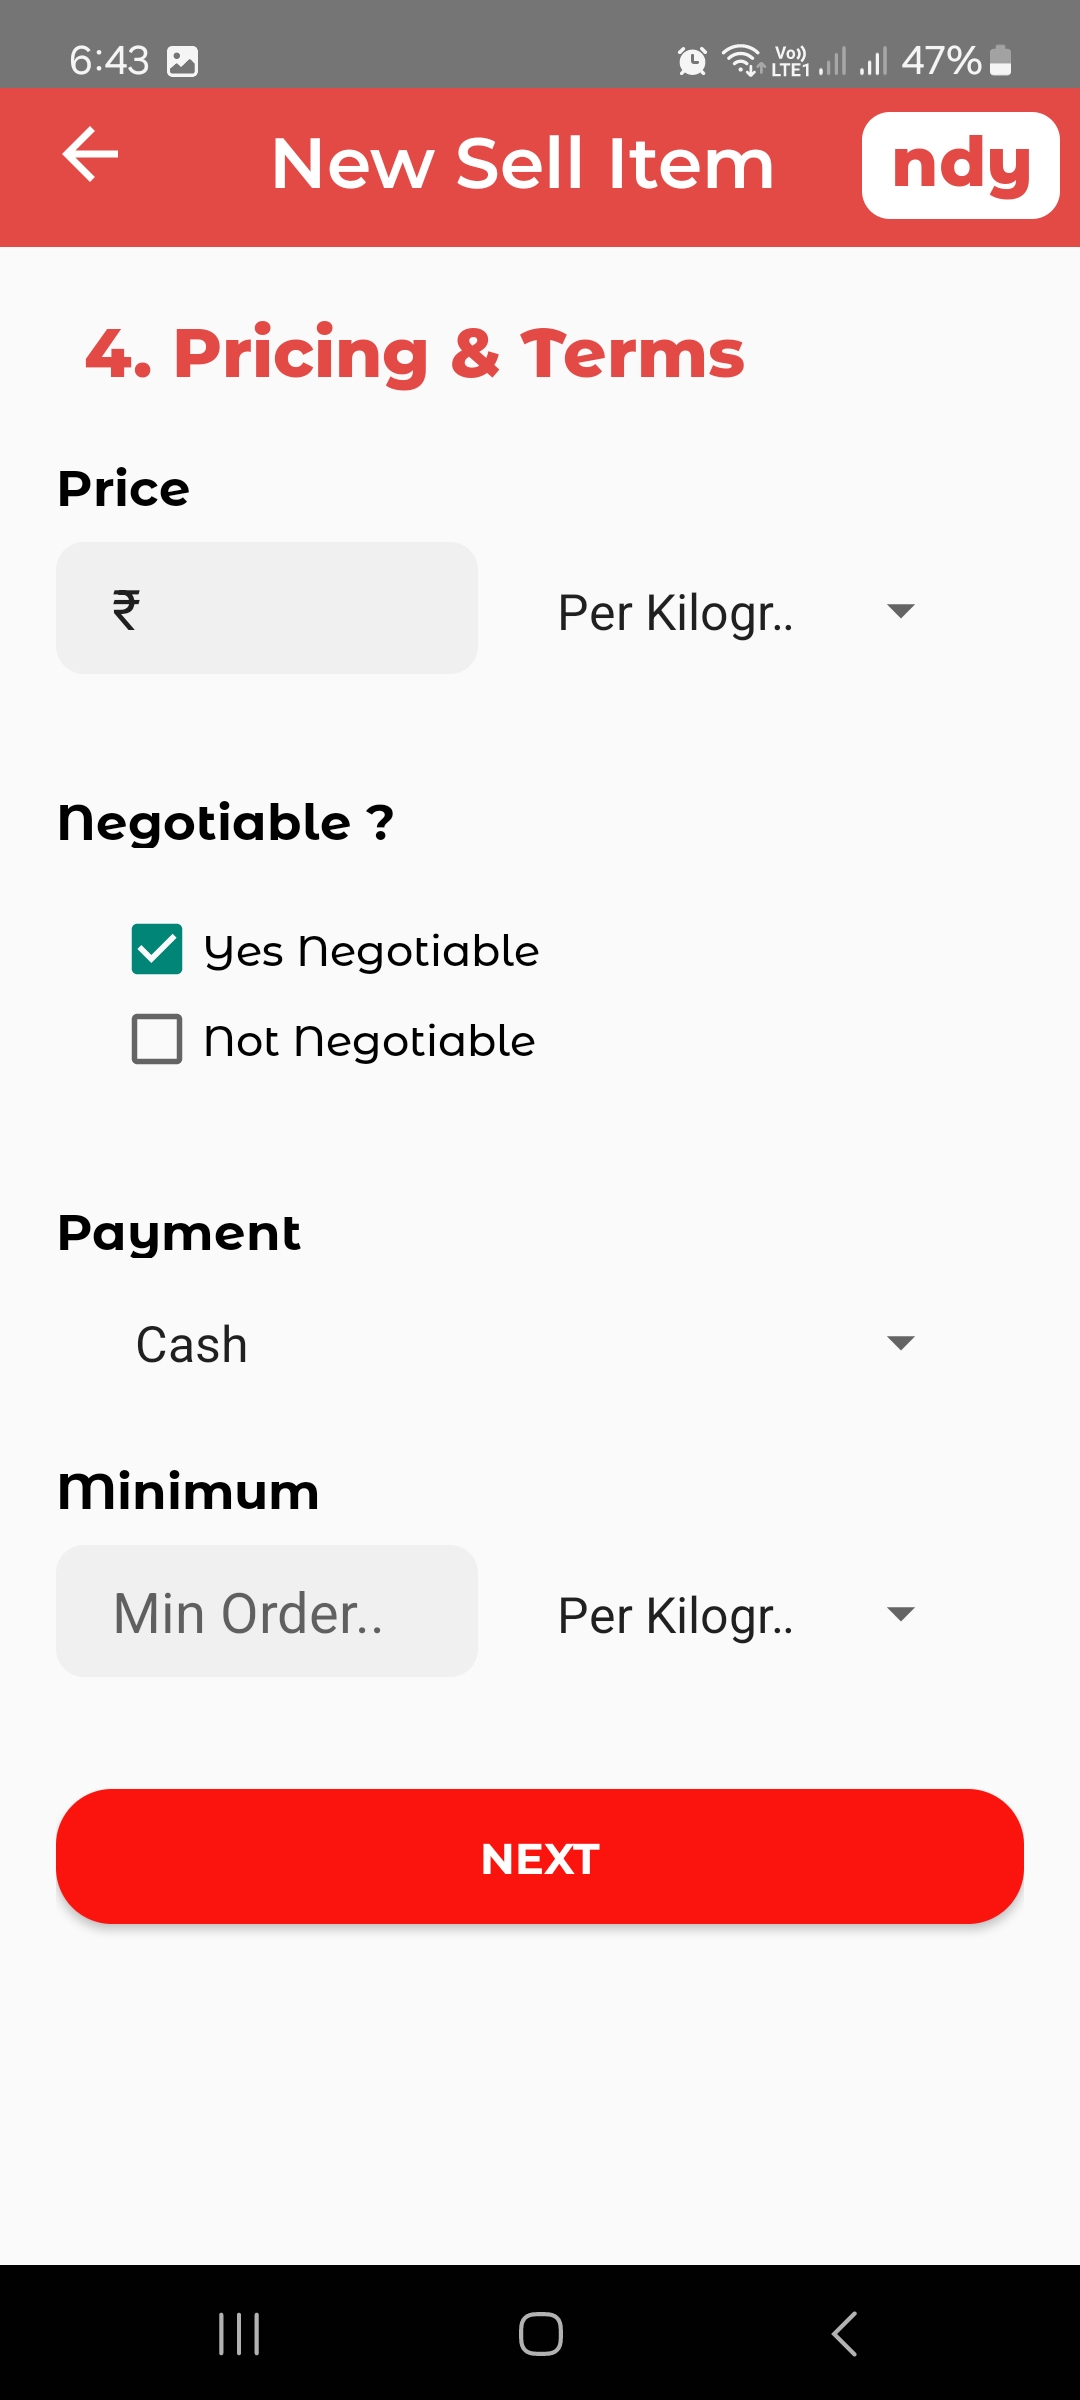 6:43 Vo)) LTE1 47%
New Sell Item ndy
4. Pricing & Terms
Price
₹ Per Kilogr..
Negotiable ?
Yes Negotiable
Not Negotiable
Payment
Cash
Minimum
Min Order.. Per Kilogr..
NEXT